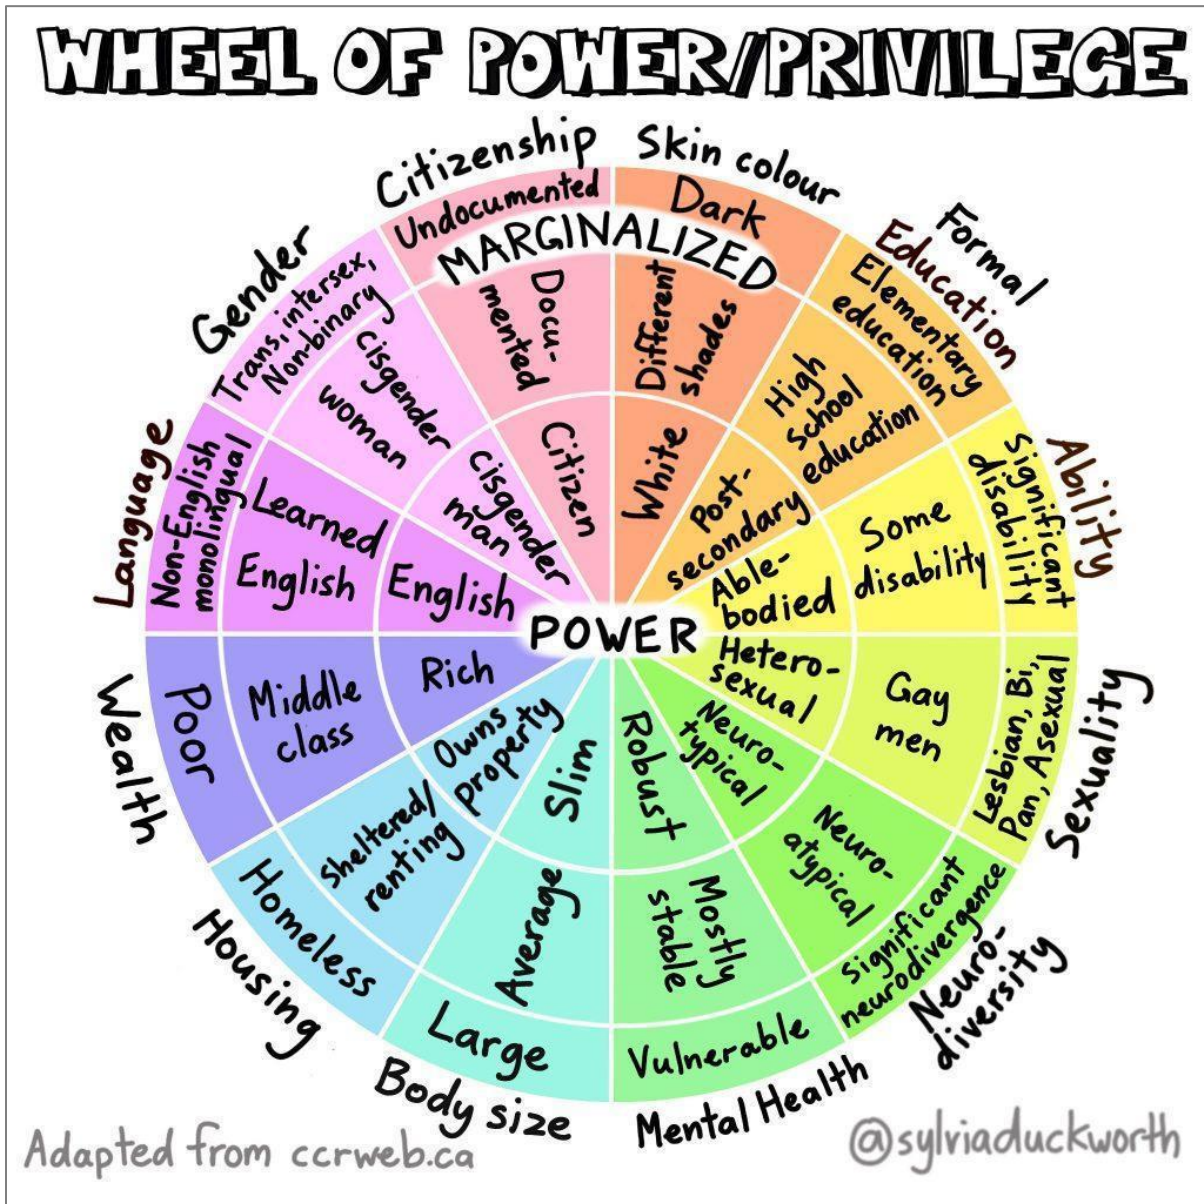 WHEEL OF POWER/PRIVILEGE
Citizenship
Undocumented
Docu-
mented
Citizen
Skin colour
Dark
Different
shades
White
MARGINALIZED
Formal
Education
Elementary
education
High
school
education
Post-
secondary
Ability
Significant
disability
Some
disability
Able-
bodied
Sexuality
Lesbian, Bi,
Pan, Asexual
Gay
men
Hetero-
sexual
Neuro-
diversity
Significant
neurodivergence
Neuro-
atypical
Neuro-
typical
Mental Health
Vulnerable
Mostly
stable
Robust
Body size
Large
Average
Slim
Housing
Homeless
Sheltered/
renting
Owns
property
Wealth
Poor
Middle
class
Rich
Language
Non-English
monolingual
Learned
English
English
Gender
Trans, intersex,
Non-binary
cisgender
woman
cisgender
man
POWER
Adapted from ccrweb.ca
@sylviaduckworth